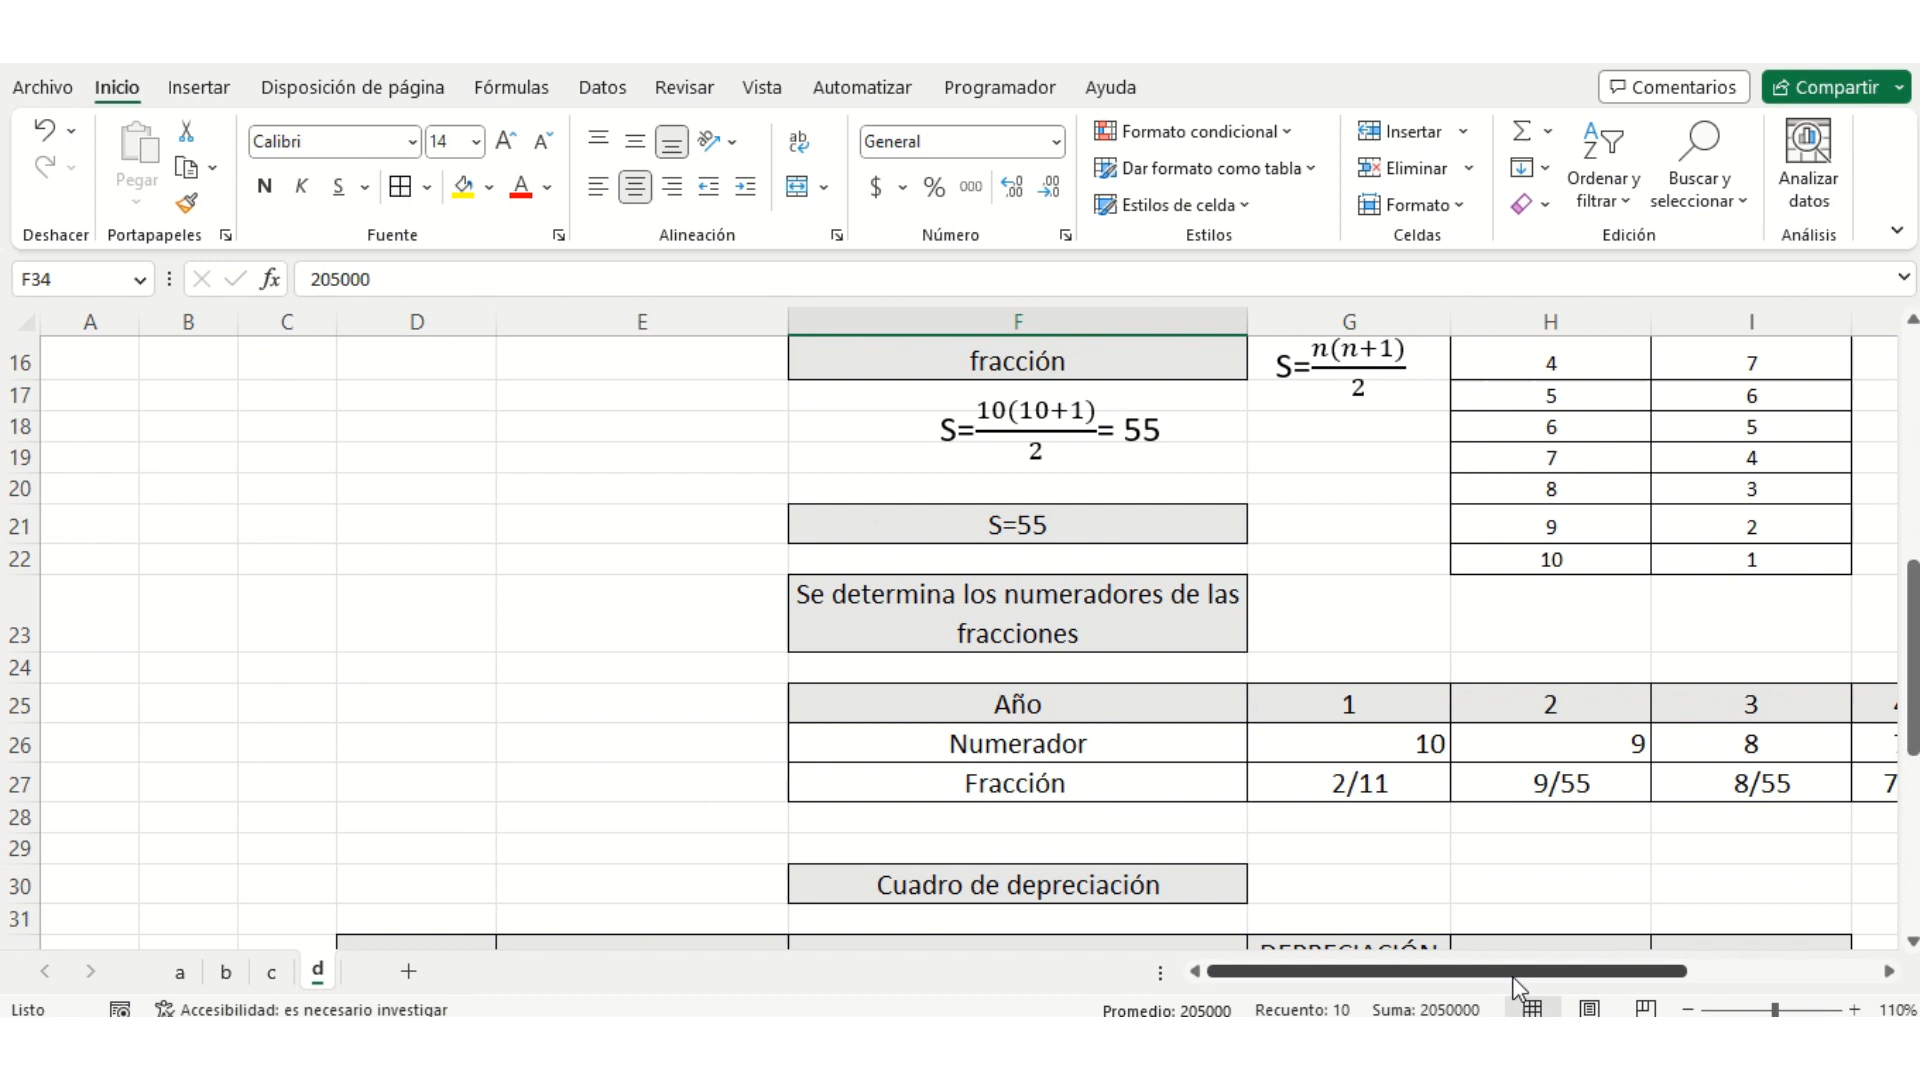 Archivo Inicio Insertar Disposición de página Fórmulas Datos Revisar Vista Automatizar Programador Ayuda Comentarios Compartir
Calibri 14 General Formato condicional Insertar
Pegar Dar formato como tabla Eliminar Ordenar y filtrar Buscar y seleccionar Analizar datos
N K S $ % 000 Estilos de celda Formato
Deshacer Portapapeles Fuente Alineación Número Estilos Celdas Edición Análisis
F34 fx 205000
A B C D E F G H I
16 fracción S=n(n+1)/2 4 7
17 5 6
18 S=10(10+1)/2= 55 6 5
19 7 4
20 8 3
21 S=55 9 2
22 10 1
23 Se determina los numeradores de las
fracciones
24
25 Año 1 2 3
26 Numerador 10 9 8
27 Fracción 2/11 9/55 8/55 7
28
29
30 Cuadro de depreciación
31
DEPRECIACIÓN
a b c d
Listo Accesibilidad: es necesario investigar Promedio: 205000 Recuento: 10 Suma: 2050000 110%